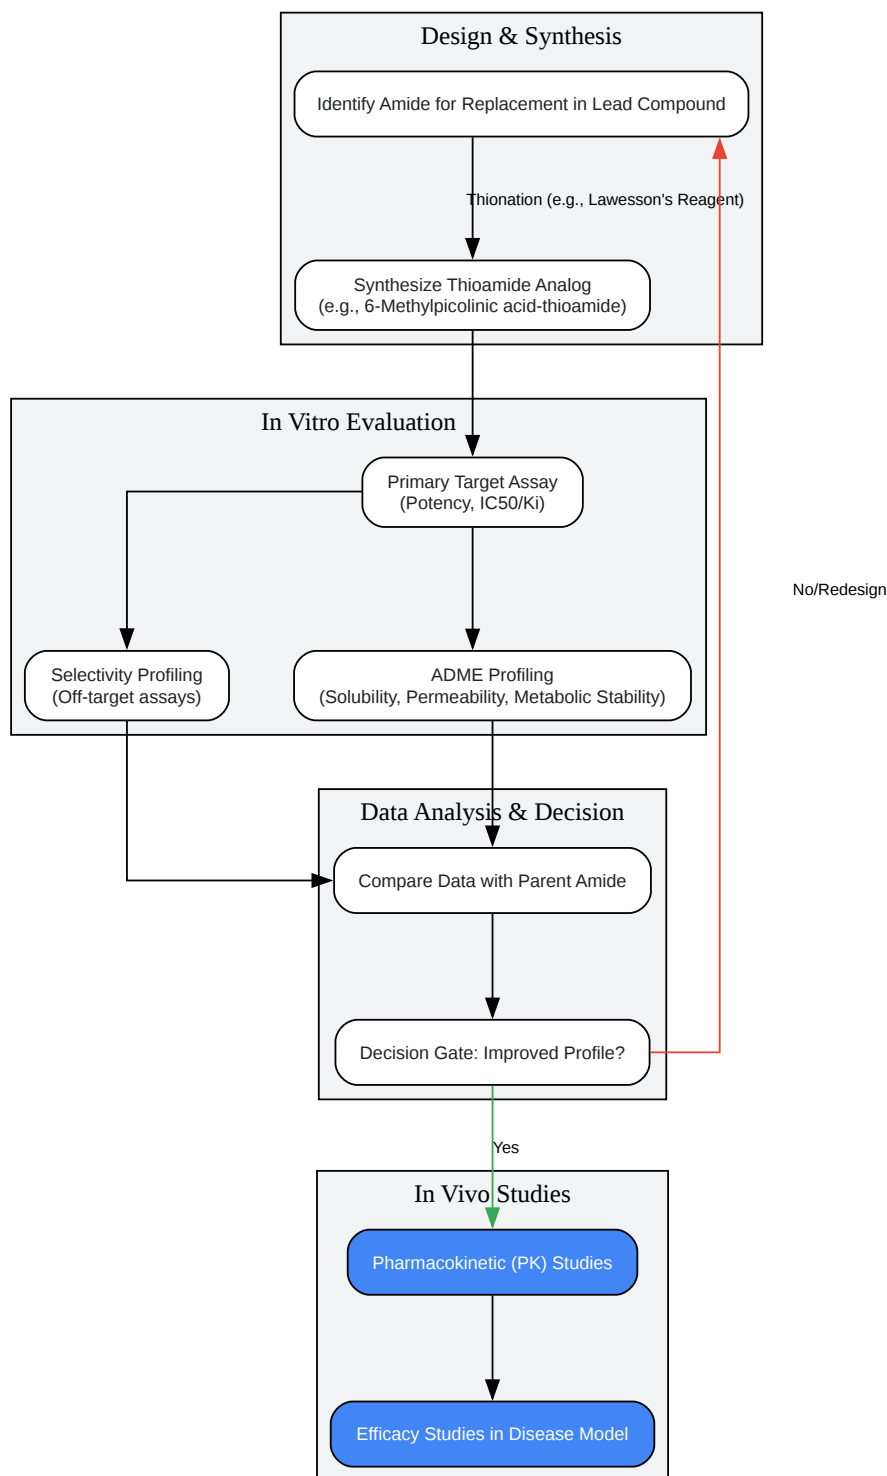 Design & Synthesis
Identify Amide for Replacement in Lead Compound
Thionation (e.g., Lawesson's Reagent)
Synthesize Thioamide Analog
(e.g., 6-Methylpicolinic acid-thioamide)
In Vitro Evaluation
Primary Target Assay
(Potency, IC50/Ki)
No/Redesign
Selectivity Profiling
(Off-target assays)
ADME Profiling
(Solubility, Permeability, Metabolic Stability)
Data Analysis & Decision
Compare Data with Parent Amide
Decision Gate: Improved Profile?
Yes
In Vivo Studies
Pharmacokinetic (PK) Studies
Efficacy Studies in Disease Model